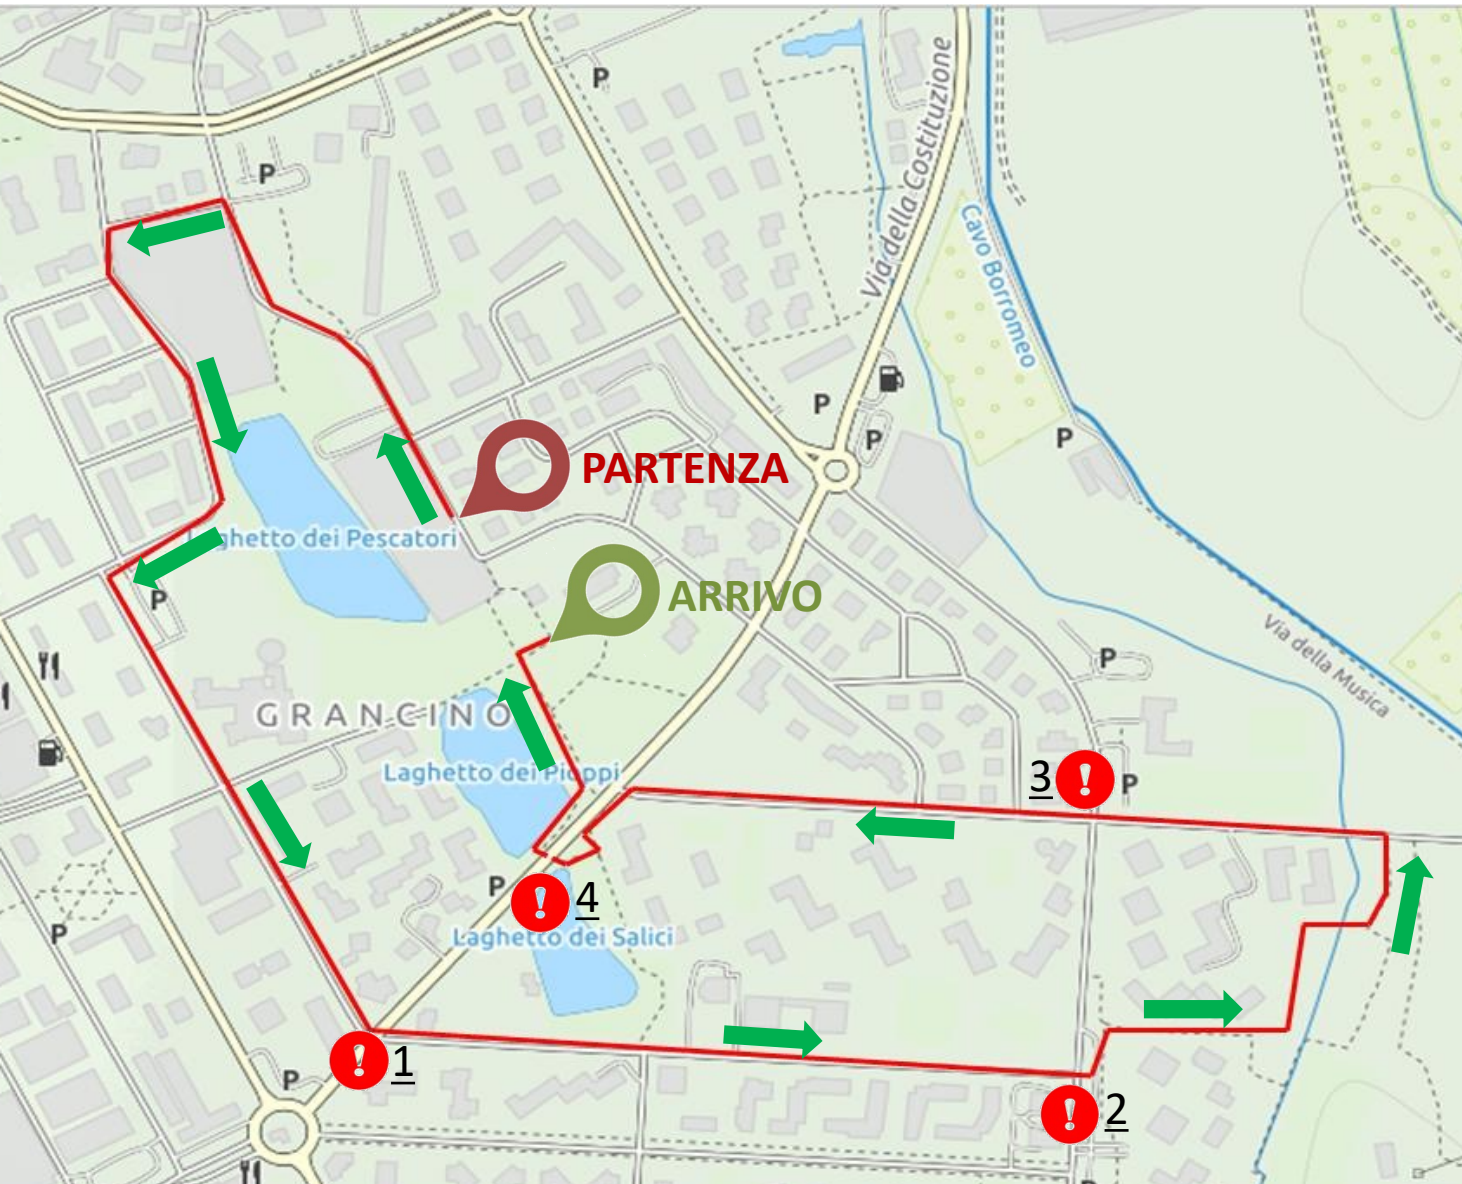 P
Via della Costituzione
P
Cavo Borromeo
P
P
P
PARTENZA
Laghetto dei Pescatori
ARRIVO
P
Via della Musica
P
GRANCINO
Laghetto dei Pioppi
3
P
P
4
P
Laghetto dei Salici
1
P
2